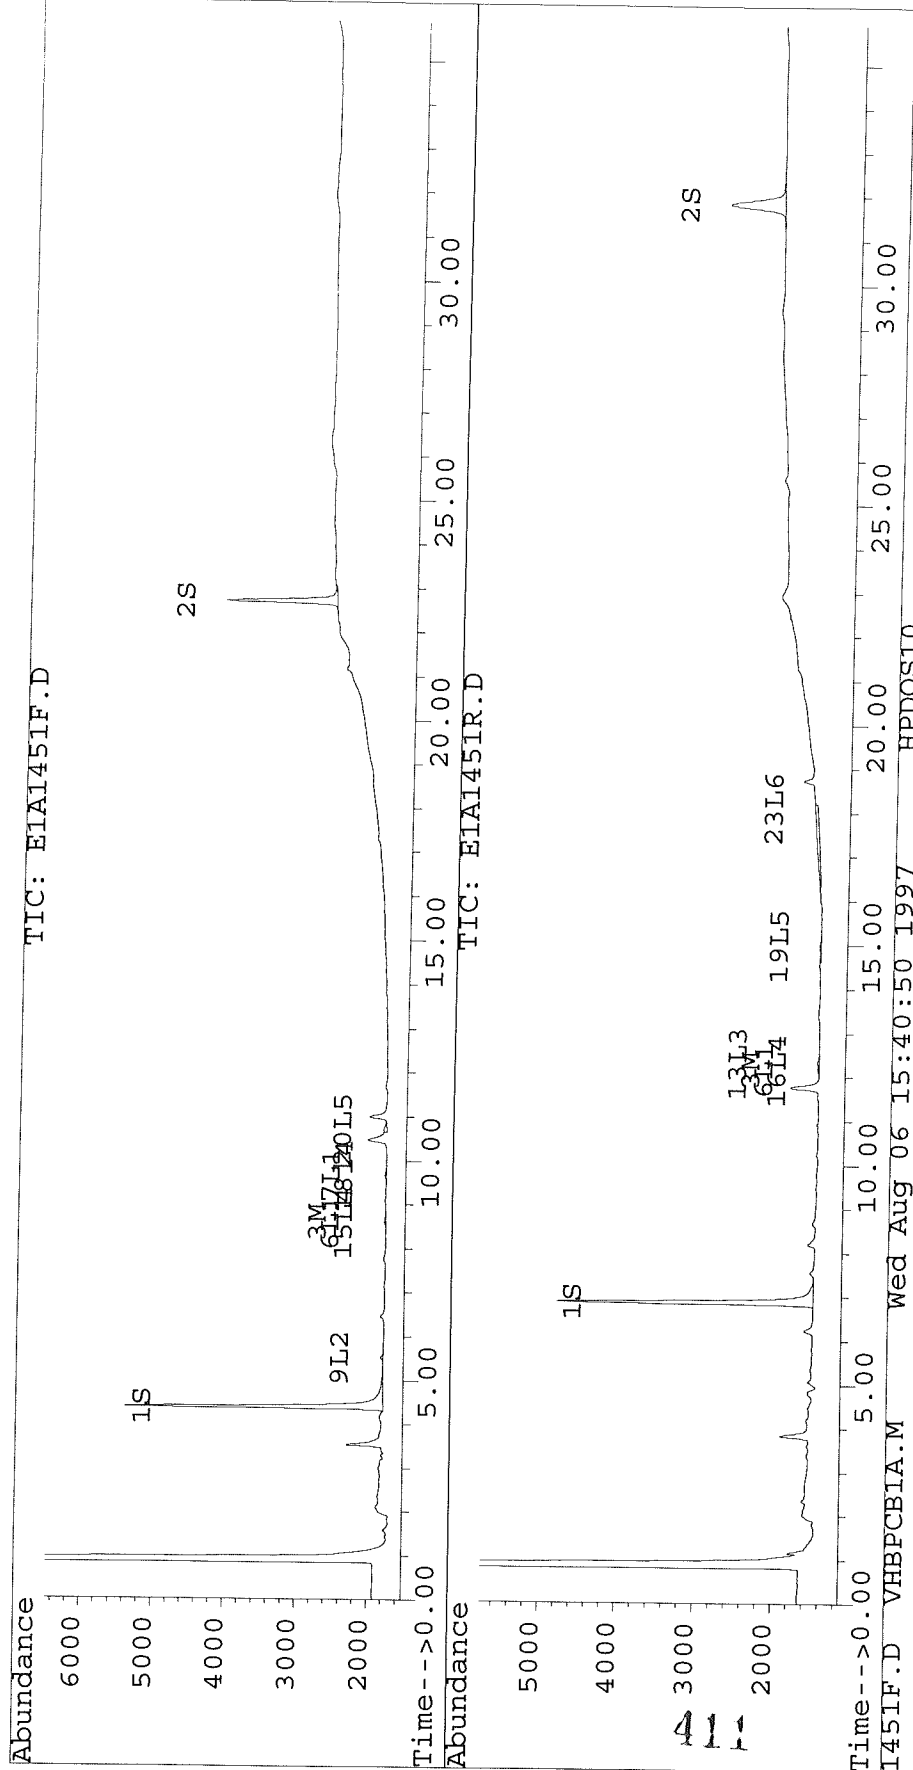 Abundance
TIC: E1A1451F.D
6000
5000
4000
3000
2000
1S
9L2
3M
20L5
2S
Time-->0.00 5.00 10.00 15.00 20.00 25.00 30.00
Abundance
TIC: E1A1451R.D
5000
4000
3000
2000
1S
13L3
3M
16L4
19L5
23L6
2S
Time-->0.00 5.00 10.00 15.00 20.00 25.00 30.00
1451F.D VHBPCB1A.M Wed Aug 06 15:40:50 1997 HPDOS10
411